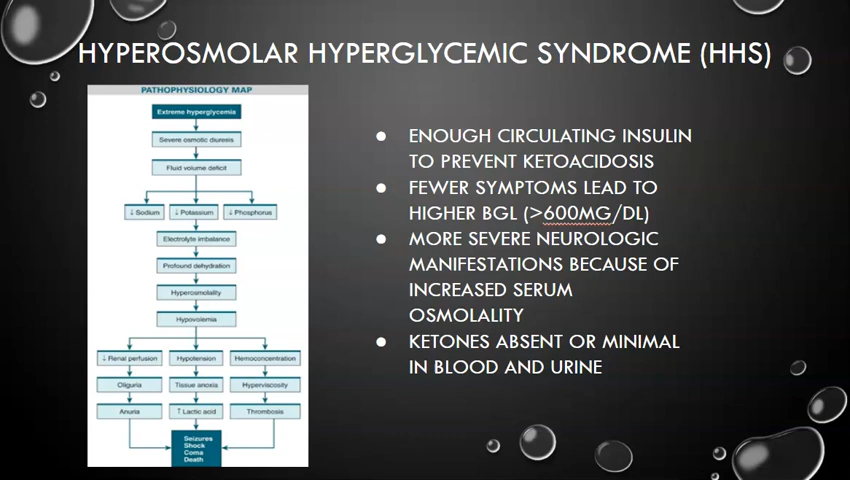 HYPEROSMOLAR HYPERGLYCEMIC SYNDROME (HHS)
PATHOPHYSIOLOGY MAP
Extreme hyperglycemia
Severe osmotic diuresis
Fluid volume deficit
↓ Sodium
↓ Potassium
↓ Phosphorus
Electrolyte imbalance
Profound dehydration
Hyperosmolality
Hypovolemia
↓ Renal perfusion
Hypotension
Hemoconcentration
Oliguria
Tissue anoxia
Hyperviscosity
Anuria
↑ Lactic acid
Thrombosis
Seizures
Shock
Coma
Death
● ENOUGH CIRCULATING INSULIN
TO PREVENT KETOACIDOSIS
● FEWER SYMPTOMS LEAD TO
HIGHER BGL (>600MG/DL)
● MORE SEVERE NEUROLOGIC
MANIFESTATIONS BECAUSE OF
INCREASED SERUM
OSMOLALITY
● KETONES ABSENT OR MINIMAL
IN BLOOD AND URINE